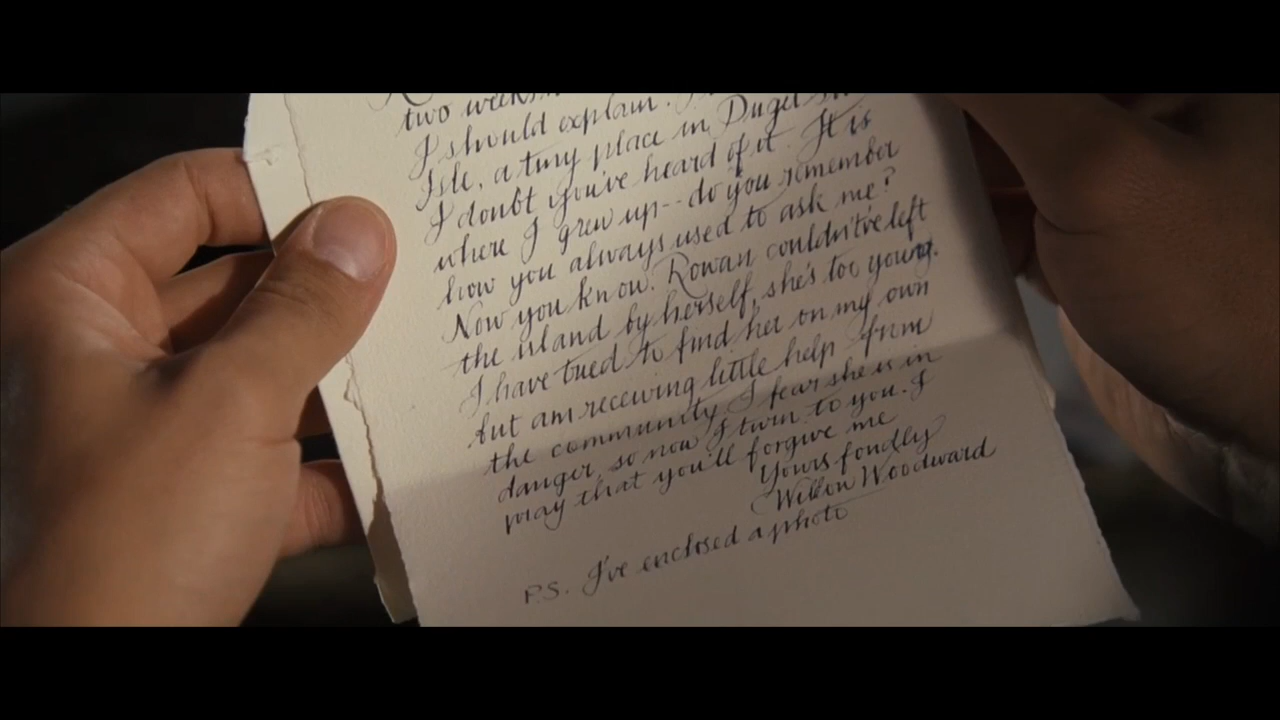 two weeks
I should explain.
Isle, a tiny place in Puget
I doubt you've heard of it. It is
where I grew up-- do you remember
how you always used to ask me?
Now you know. Rowan couldn't've left
the island by herself, she's too young.
I have tried to find her on my own
but am receiving little help from
the community. I fear she is in
danger, so now I turn to you. I
pray that you'll forgive me
Yours fondly
Willow Woodward
P.S. I've enclosed a photo